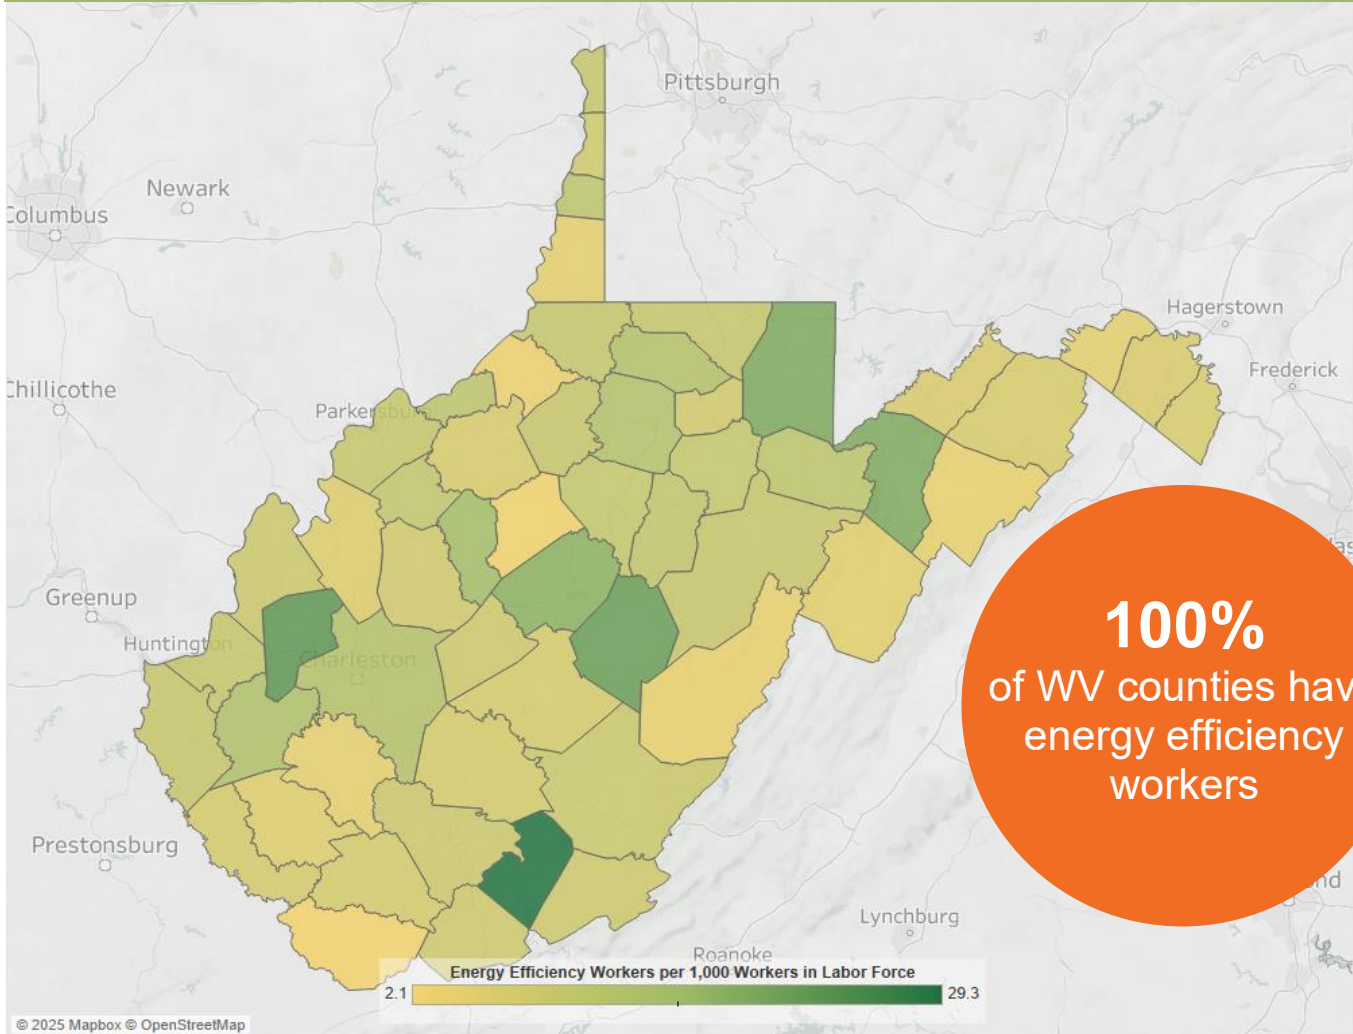 Pittsburgh
Newark
Columbus
Hagerstown
Frederick
Chillicothe
Parkersburg
Greenup
Huntington
Charleston
100%
of WV counties hav
energy efficiency
workers
Prestonsburg
Lynchburg
Roanoke
Energy Efficiency Workers per 1,000 Workers in Labor Force
2.1
29.3
© 2025 Mapbox © OpenStreetMap